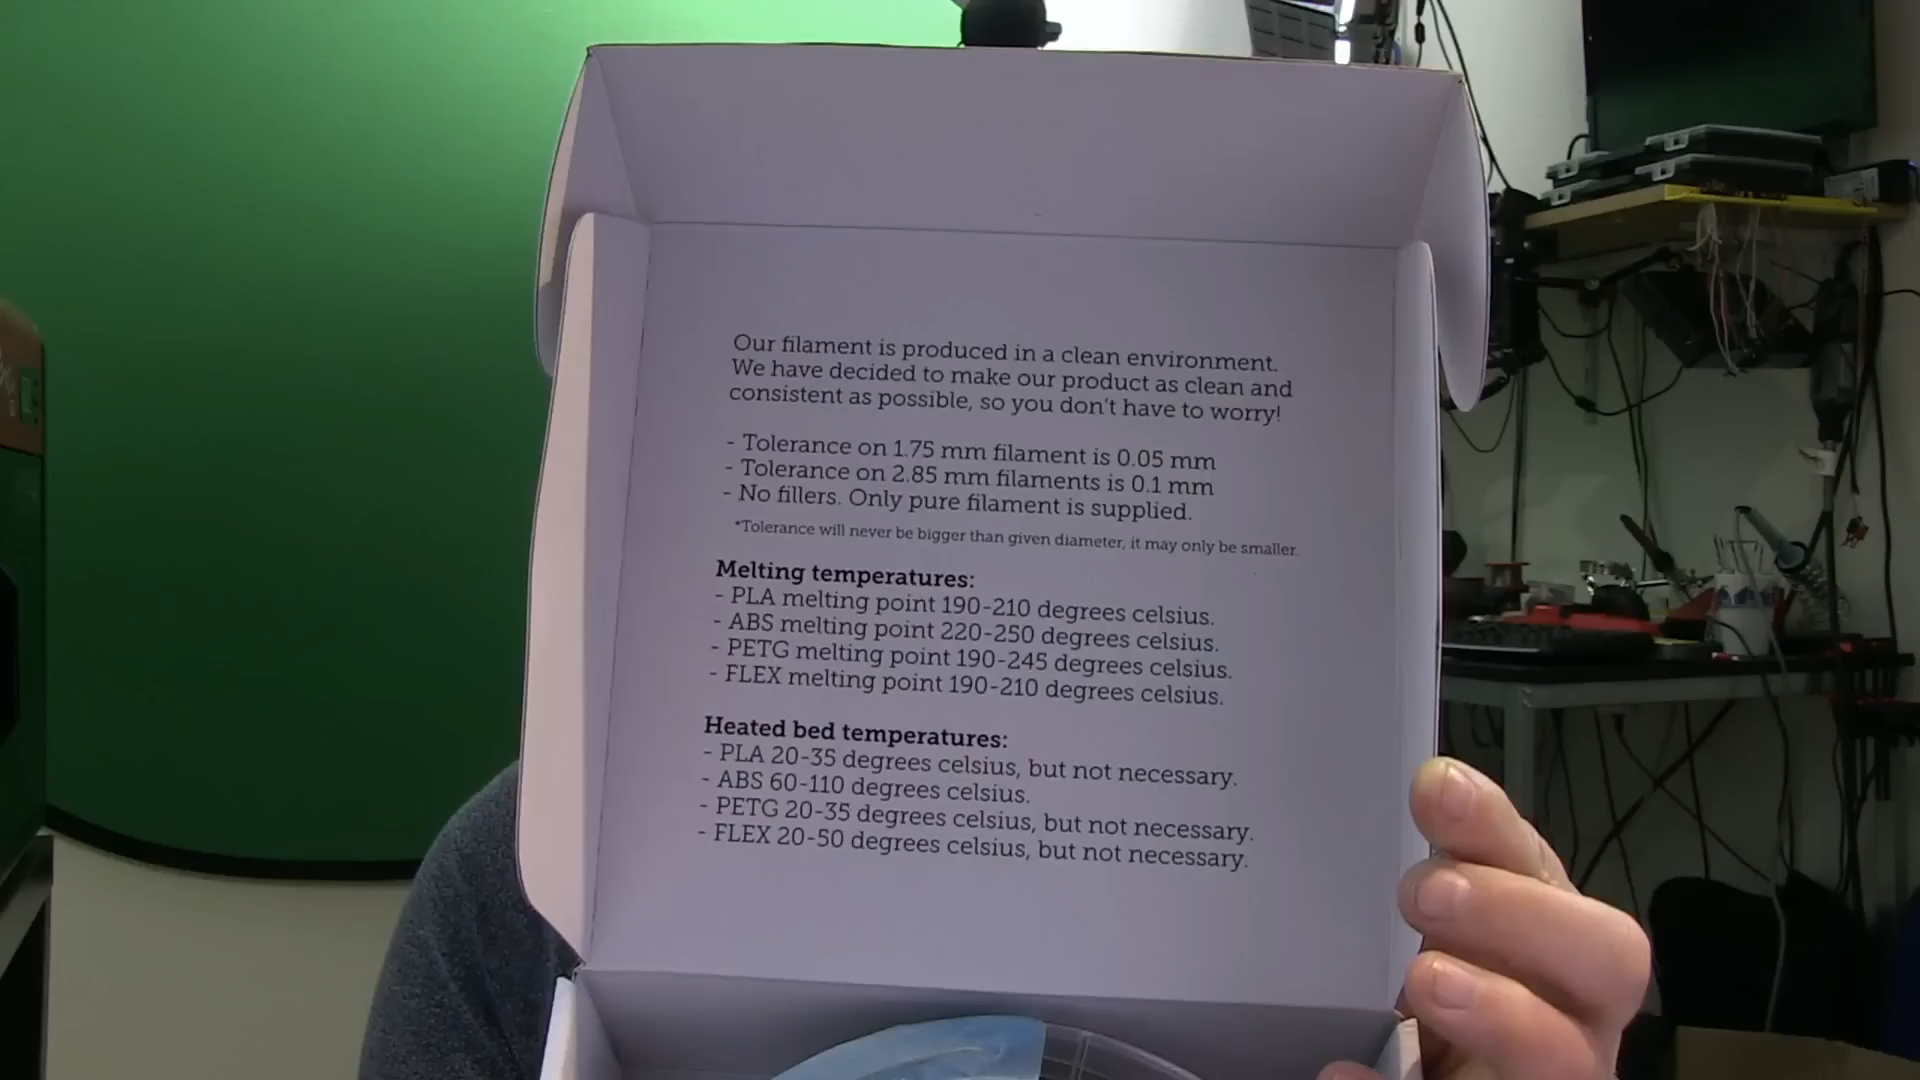 Our filament is produced in a clean environment.
We have decided to make our product as clean and
consistent as possible, so you don't have to worry!
- Tolerance on 1.75 mm filament is 0.05 mm
- Tolerance on 2.85 mm filaments is 0.1 mm
- No fillers. Only pure filament is supplied.
*Tolerance will never be bigger than given diameter, it may only be smaller.
Melting temperatures:
- PLA melting point 190-210 degrees celsius.
- ABS melting point 220-250 degrees celsius.
- PETG melting point 190-245 degrees celsius.
- FLEX melting point 190-210 degrees celsius.
Heated bed temperatures:
- PLA 20-35 degrees celsius, but not necessary.
- ABS 60-110 degrees celsius.
- PETG 20-35 degrees celsius, but not necessary.
- FLEX 20-50 degrees celsius, but not necessary.